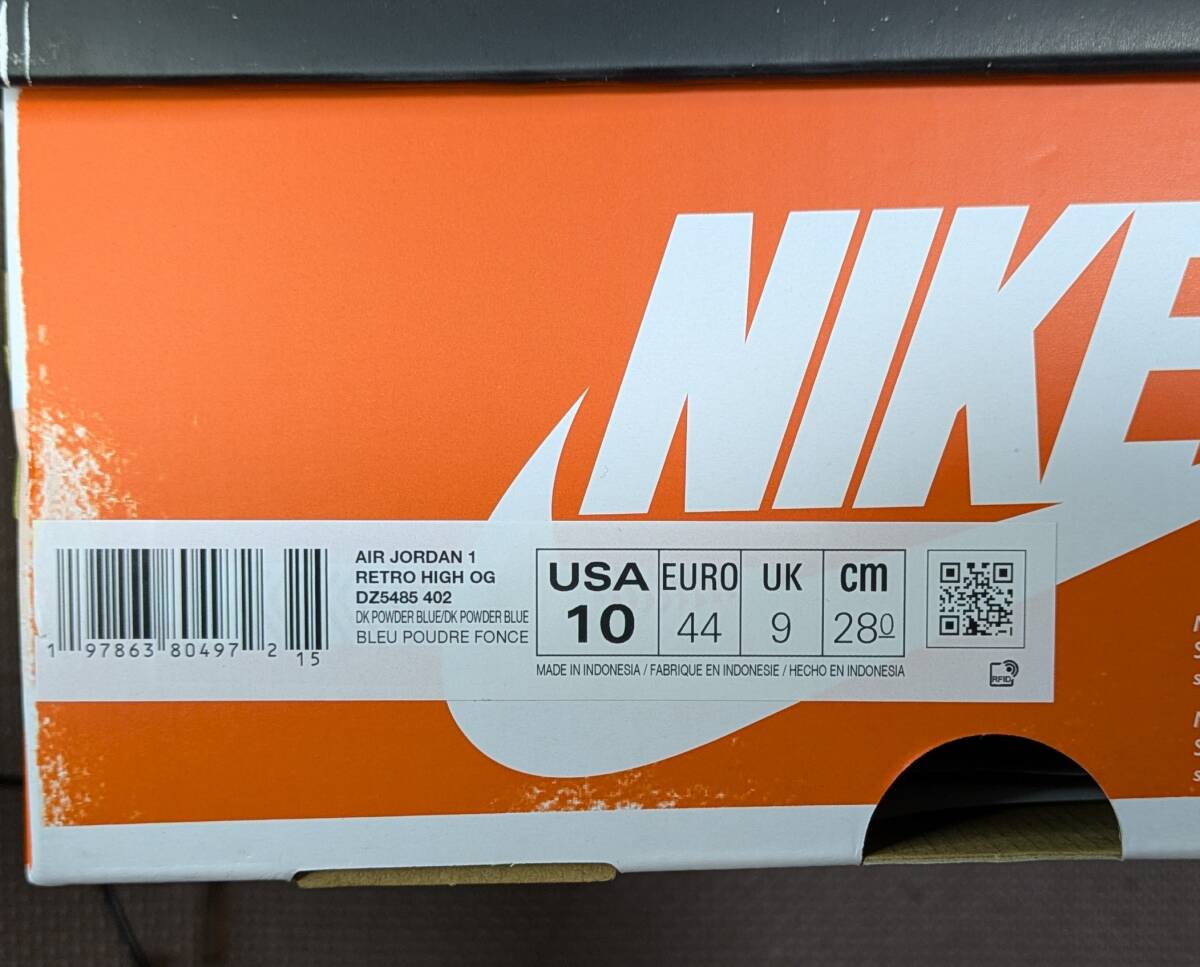 NIKE
AIR JORDAN 1
RETRO HIGH OG
DZ5485 402
DK POWDER BLUE/DK POWDER BLUE
BLEU POUDRE FONCE
1 97863 80497 2 15
USA EURO UK cm
10 44 9 280
MADE IN INDONESIA / FABRIQUE EN INDONESIE / HECHO EN INDONESIA
RFID